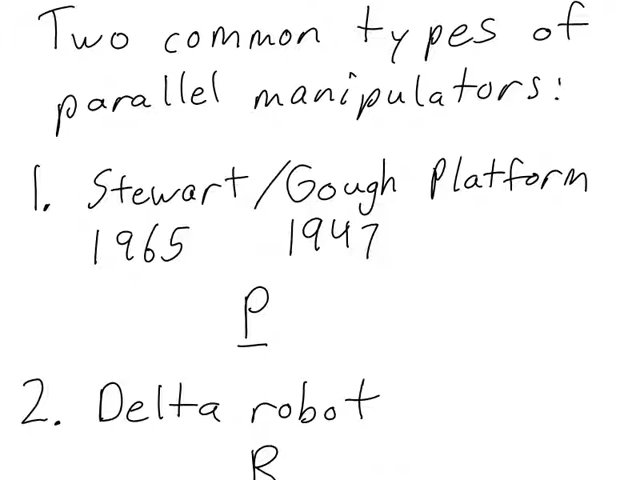 Two common types of
parallel manipulators:
1. Stewart/Gough Platform
1965 1947
P
2. Delta robot
R